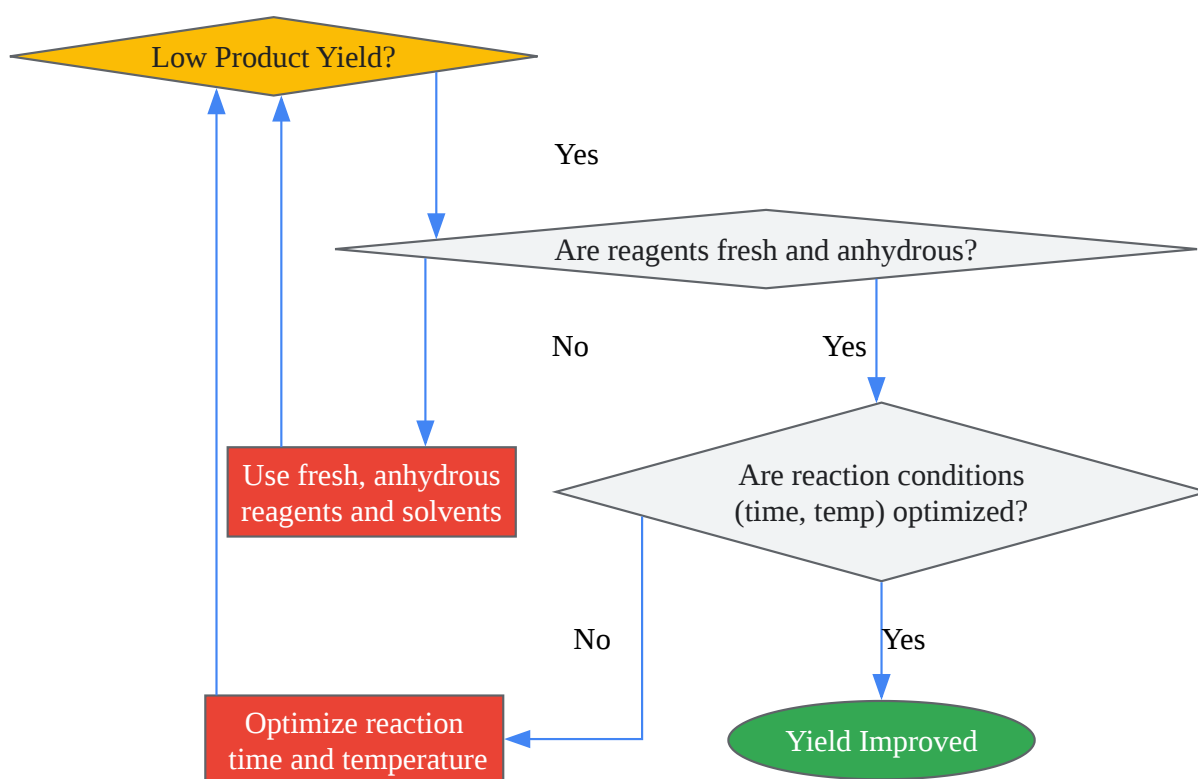 Low Product Yield?
Yes
Are reagents fresh and anhydrous?
No
Yes
Use fresh, anhydrous
reagents and solvents
Are reaction conditions
(time, temp) optimized?
No
Yes
Optimize reaction
time and temperature
Yield Improved